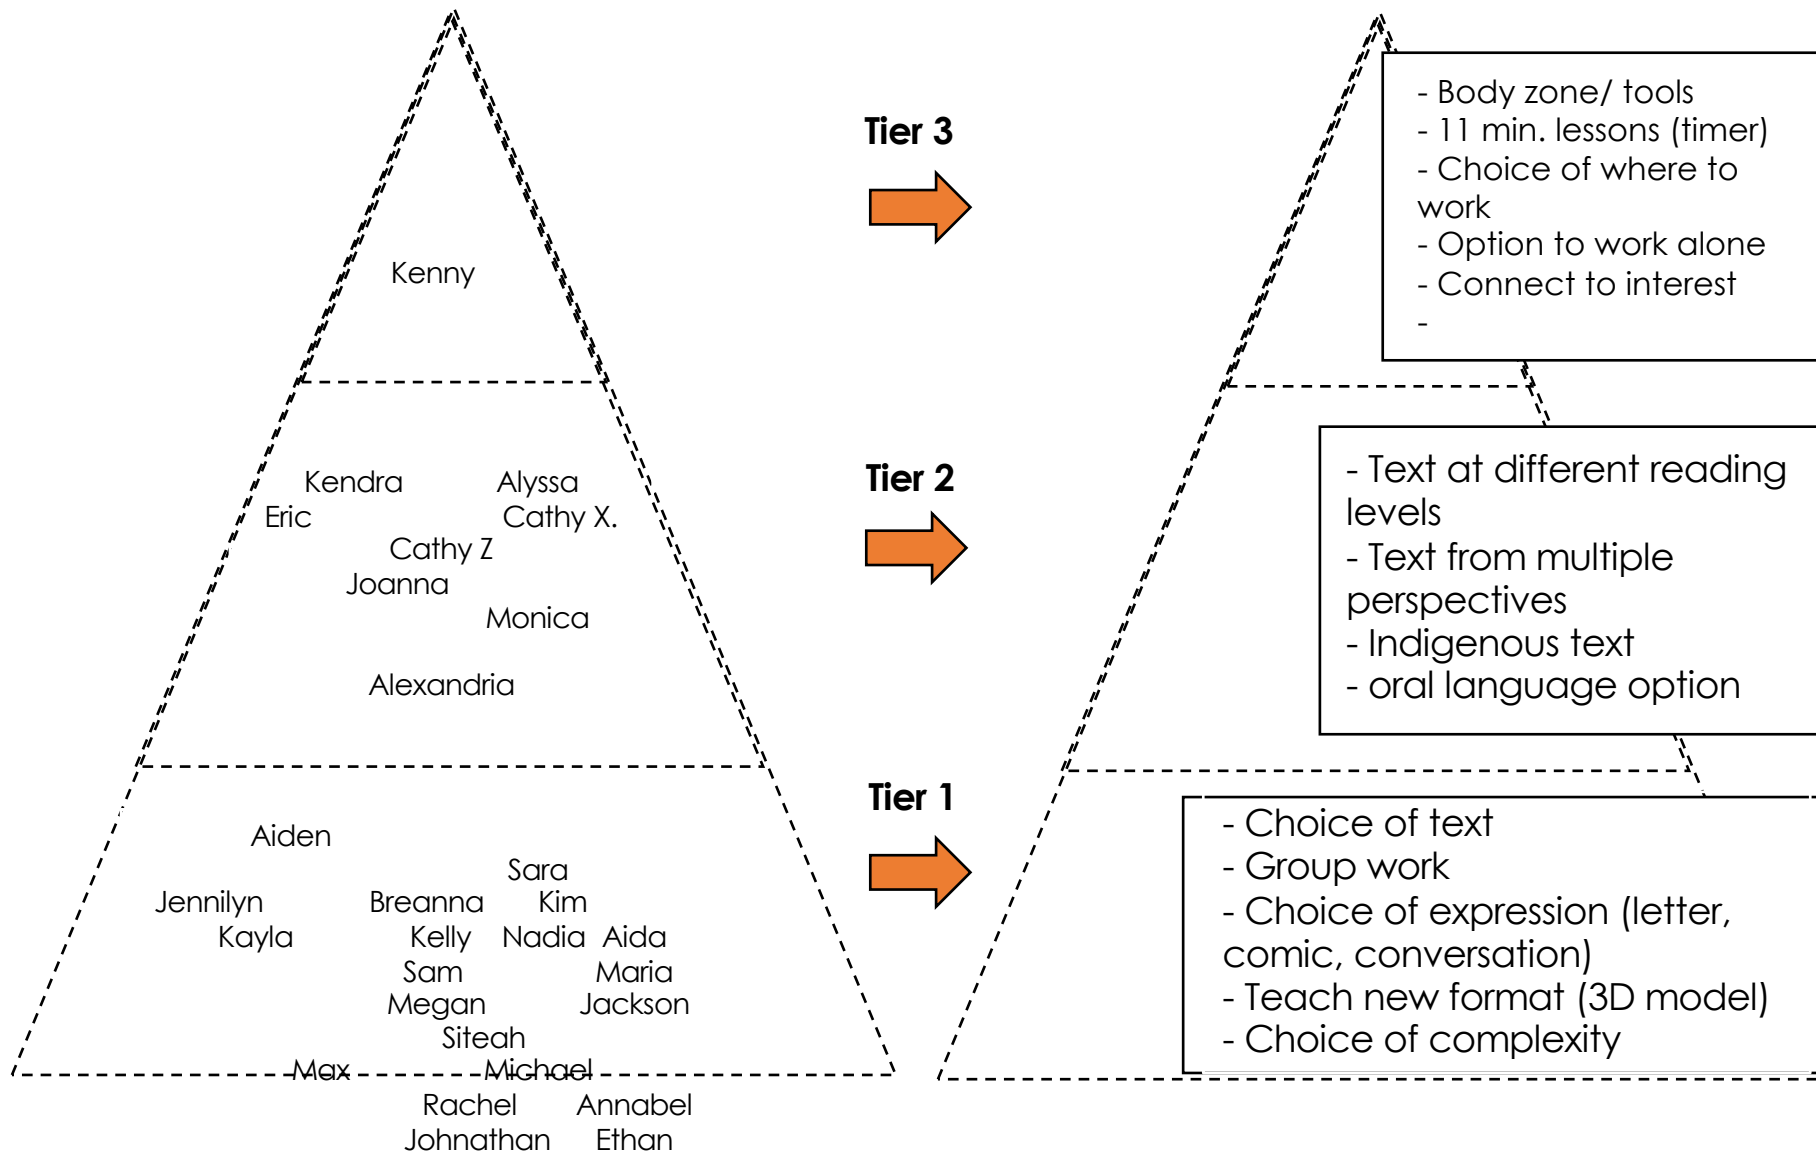 Kenny
Kendra Alyssa
Eric Cathy X.
Cathy Z
Joanna
Monica
Alexandria
Aiden
Sara
Jennilyn Breanna Kim
Kayla Kelly Nadia Aida
Sam Maria
Megan Jackson
Siteah
Max Michael
Rachel Annabel
Johnathan Ethan
Tier 3
Tier 2
Tier 1
- Body zone/ tools
- 11 min. lessons (timer)
- Choice of where to
work
- Option to work alone
- Connect to interest
-
- Text at different reading
levels
- Text from multiple
perspectives
- Indigenous text
- oral language option
- Choice of text
- Group work
- Choice of expression (letter,
comic, conversation)
- Teach new format (3D model)
- Choice of complexity